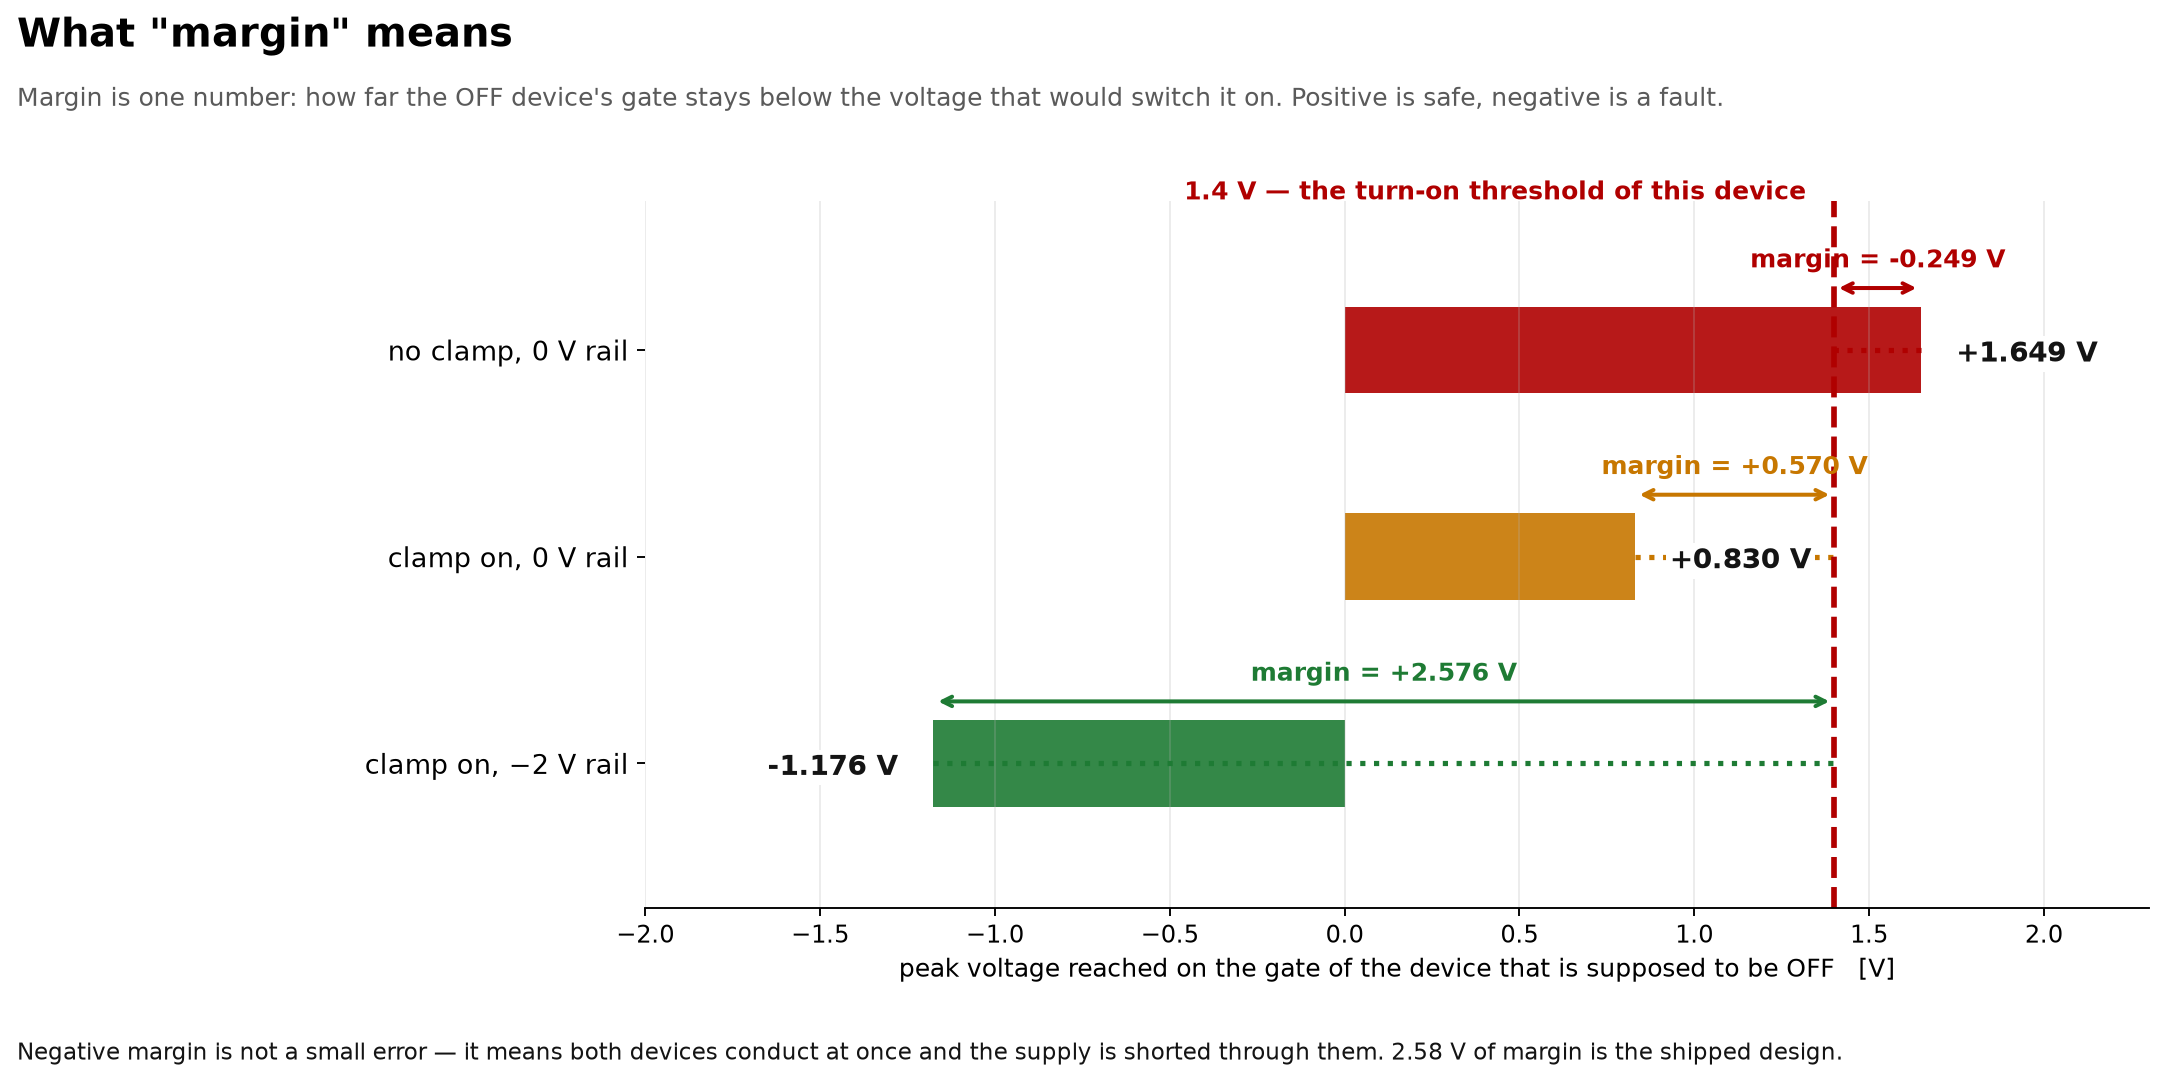 What "margin" means
Margin is one number: how far the OFF device's gate stays below the voltage that would switch it on. Positive is safe, negative is a fault.
1.4 V — the turn-on threshold of this device
margin = -0.249 V
no clamp, 0 V rail
+1.649 V
margin = +0.570 V
clamp on, 0 V rail
+0.830 V
margin = +2.576 V
clamp on, −2 V rail
-1.176 V
−2.0 −1.5 −1.0 −0.5 0.0 0.5 1.0 1.5 2.0
peak voltage reached on the gate of the device that is supposed to be OFF [V]
Negative margin is not a small error — it means both devices conduct at once and the supply is shorted through them. 2.58 V of margin is the shipped design.